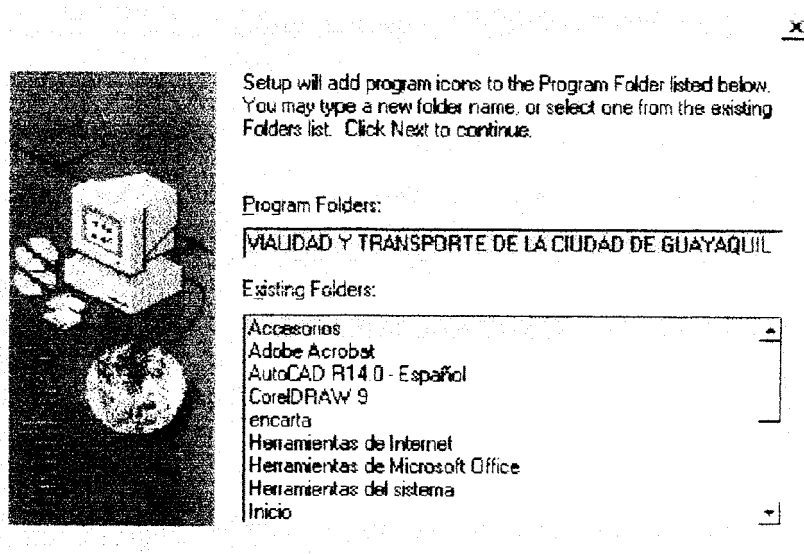 Setup will add program icons to the Program Folder listed below.
You may type a new folder name, or select one from the existing
Folders list. Click Next to continue.
Program Folders:
VIALIDAD Y TRANSPORTE DE LA CIUDAD DE GUAYAQUIL
Existing Folders:
Accesorios
Adobe Acrobat
AutoCAD R14.0 - Español
CorelDRAW 9
encarta
Herramientas de Internet
Herramientas de Microsoft Office
Herramientas del sistema
Inicio